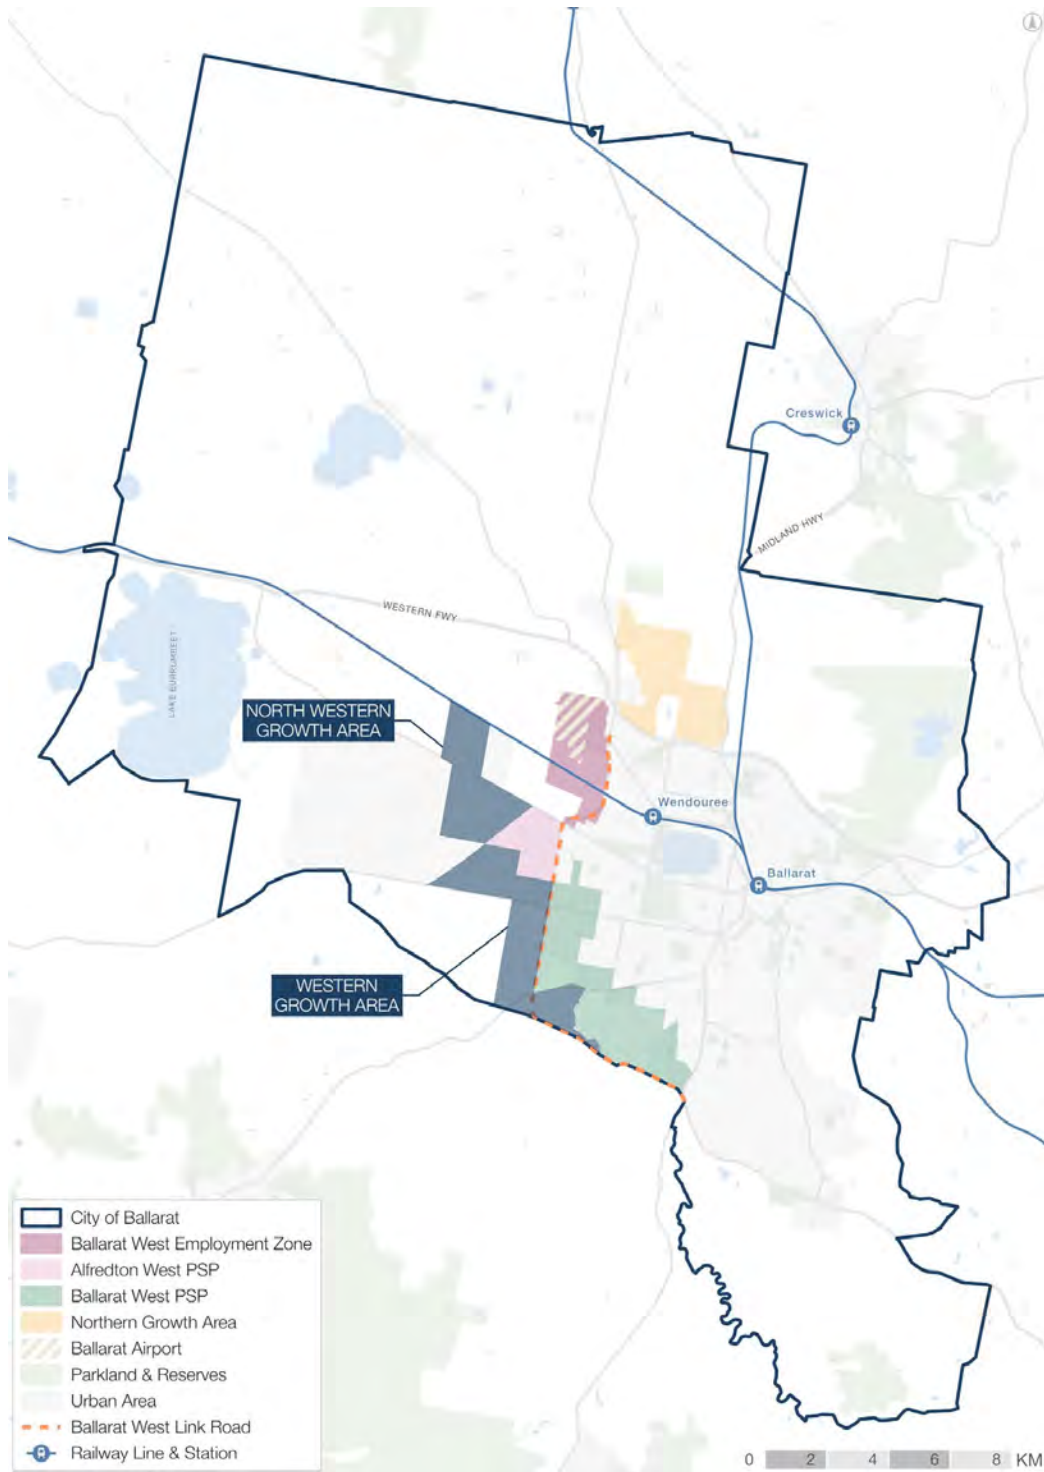 Creswick
MIDLAND HWY
WESTERN FWY
LAKE BURRUMBEET
NORTH WESTERN
GROWTH AREA
Wendouree
Ballarat
WESTERN
GROWTH AREA
City of Ballarat
Ballarat West Employment Zone
Alfredton West PSP
Ballarat West PSP
Northern Growth Area
Ballarat Airport
Parkland & Reserves
Urban Area
Ballarat West Link Road
Railway Line & Station
0 2 4 6 8 KM